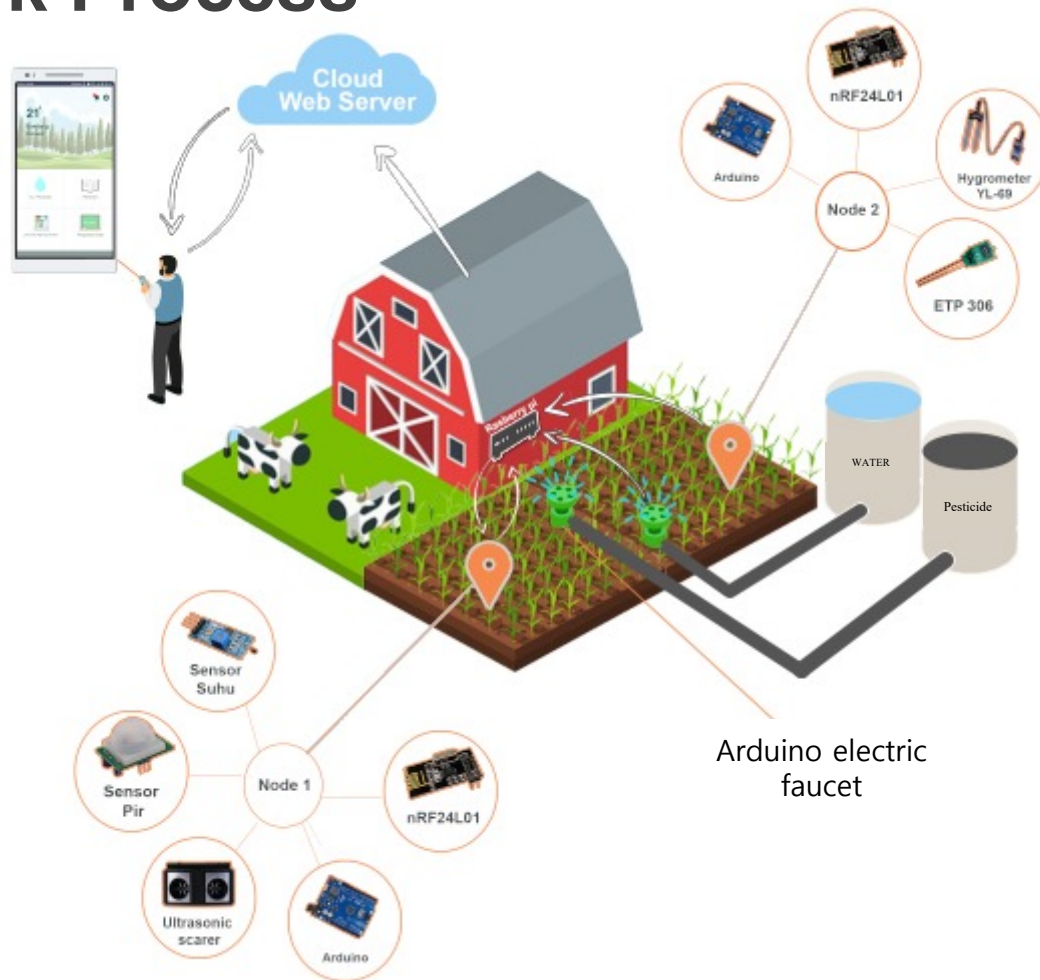 k Process
Cloud
Web Server
21°
nRF24L01
Arduino
Hygrometer
YL-69
Node 2
ETP 306
Rasberry pi
WATER
Pesticide
Sensor
Suhu
Sensor
Pir
Node 1
nRF24L01
Ultrasonic
scarer
Arduino
Arduino electric
faucet